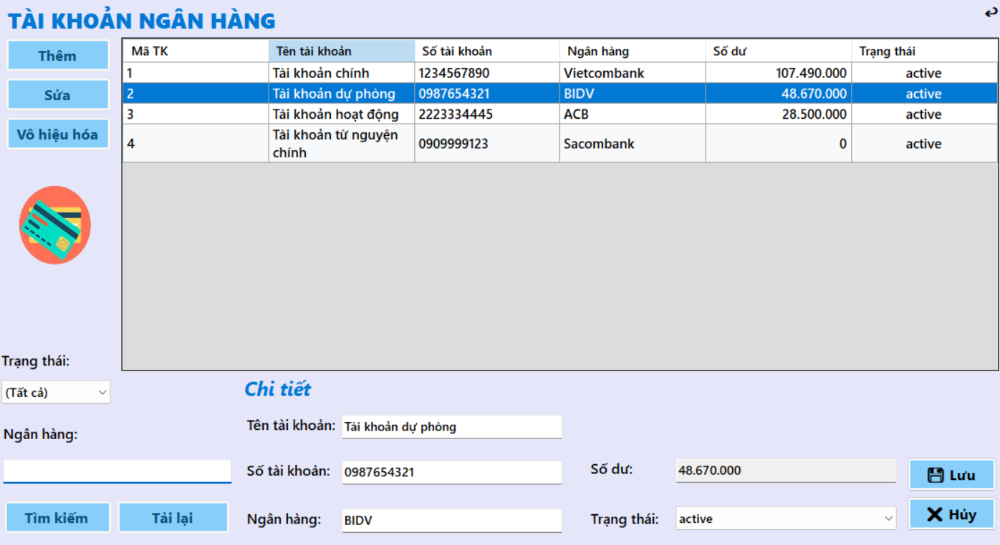 TÀI KHOẢN NGÂN HÀNG
Thêm
Sửa
Vô hiệu hóa
Mã TK Tên tài khoản Số tài khoản Ngân hàng Số dư Trạng thái
1 Tài khoản chính 1234567890 Vietcombank 107.490.000 active
2 Tài khoản dự phòng 0987654321 BIDV 48.670.000 active
3 Tài khoản hoạt động 2223334445 ACB 28.500.000 active
4 Tài khoản từ nguyện chính 0909999123 Sacombank 0 active
Trạng thái:
(Tất cả)
Ngân hàng:
Tìm kiếm Tải lại
Chi tiết
Tên tài khoản: Tài khoản dự phòng
Số tài khoản: 0987654321
Ngân hàng: BIDV
Số dư: 48.670.000
Trạng thái: active
Lưu
Hủy